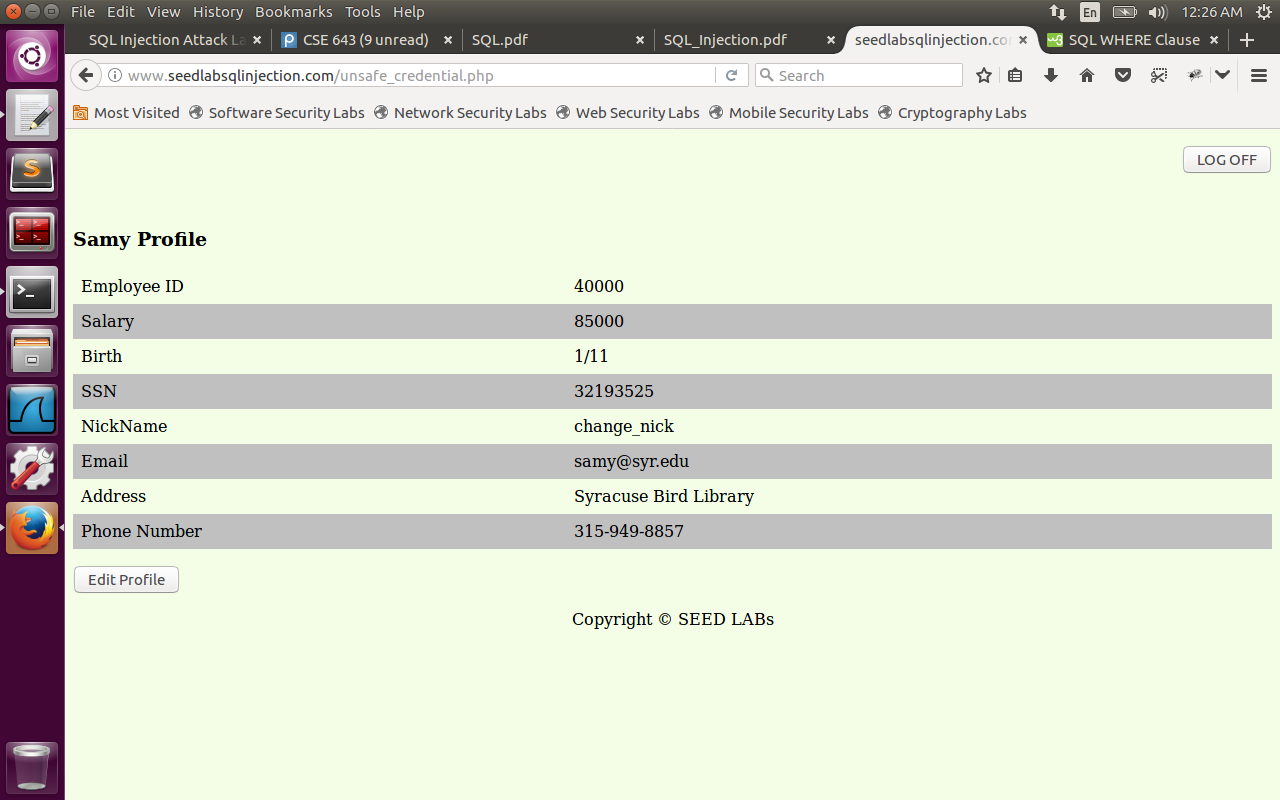 File Edit View History Bookmarks Tools Help En 12:26 AM
SQL Injection Attack La CSE 643 (9 unread) SQL.pdf SQL_Injection.pdf seedlabsqlinjection.co SQL WHERE Clause
www.seedlabsqlinjection.com/unsafe_credential.php Search
Most Visited Software Security Labs Network Security Labs Web Security Labs Mobile Security Labs Cryptography Labs
LOG OFF
Samy Profile
Employee ID 40000
Salary 85000
Birth 1/11
SSN 32193525
NickName change_nick
Email samy@syr.edu
Address Syracuse Bird Library
Phone Number 315-949-8857
Edit Profile
Copyright © SEED LABs